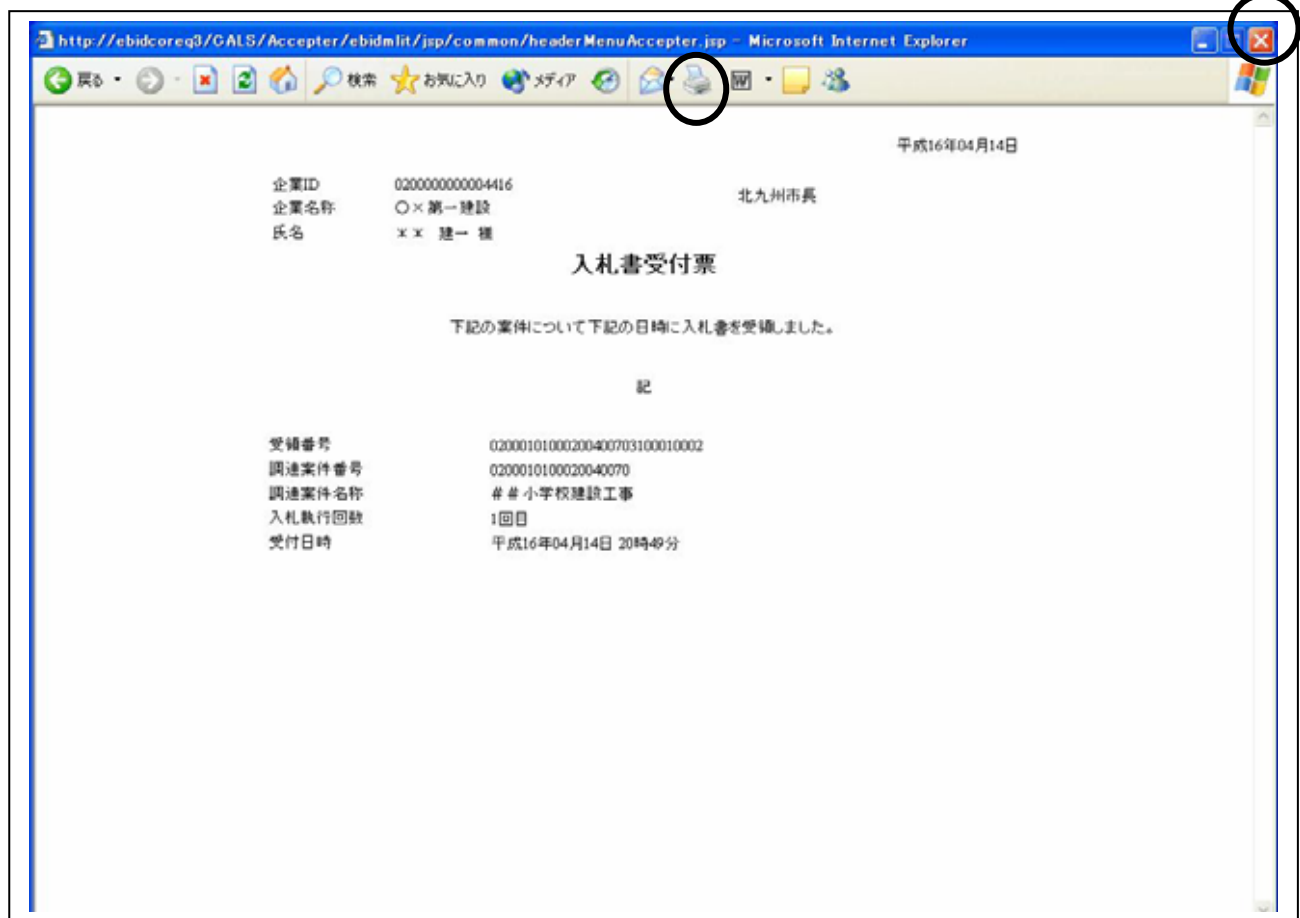 http://ebidcoreq3/CALS/Accepter/ebidmlit/jsp/common/headerMenuAccepter.jsp - Microsoft Internet Explorer
戻る 検索 お気に入り メディア
平成16年04月14日
企業ID 0200000000004416 北九州市長
企業名称 〇×第一建設
氏名 ×× 建一 様
入札書受付票
下記の案件について下記の日時に入札書を受領しました。
記
受領番号 02000101000200400703100010002
調達案件番号 0200010100020040070
調達案件名称 ##小学校建設工事
入札執行回数 1回目
受付日時 平成16年04月14日 20時49分